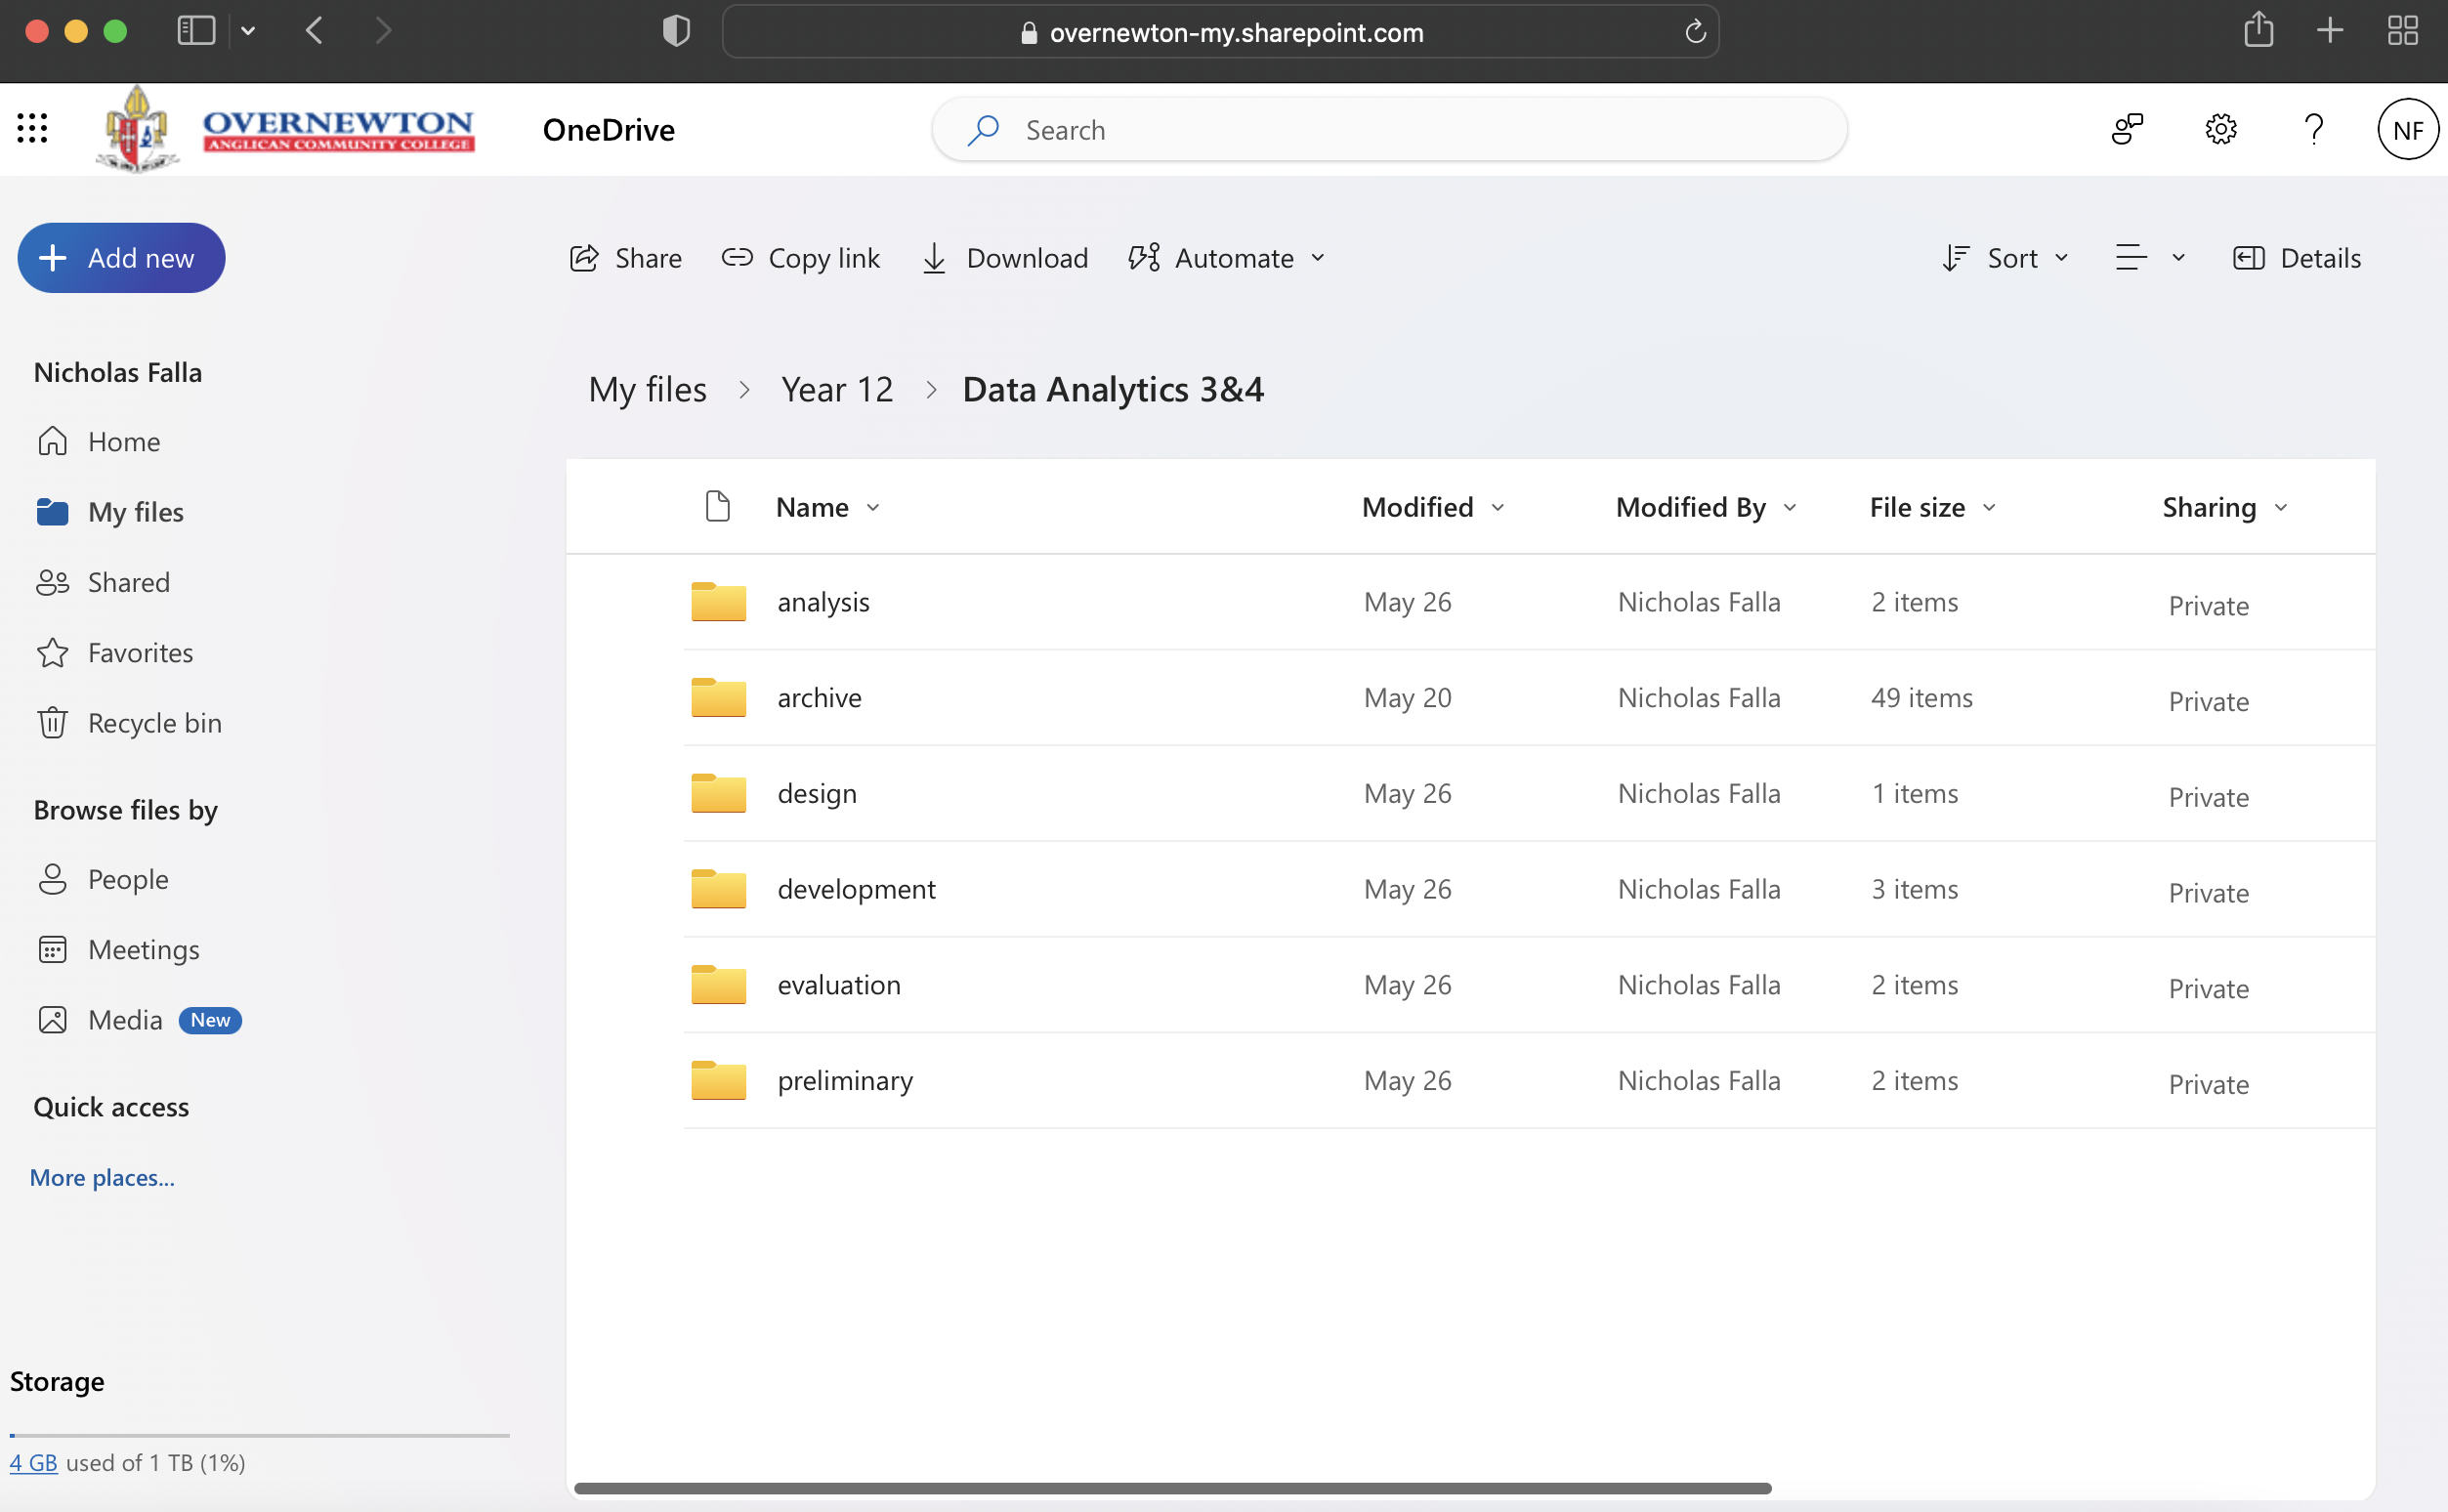 overnewton-my.sharepoint.com
OVERNEWTON
ANGLICAN COMMUNITY COLLEGE
OneDrive
Search
NF
Add new
Share
Copy link
Download
Automate
Sort
Details
Nicholas Falla
Home
My files
Shared
Favorites
Recycle bin
Browse files by
People
Meetings
Media New
Quick access
More places...
Storage
4 GB used of 1 TB (1%)
My files > Year 12 > Data Analytics 3&4
Name Modified Modified By File size Sharing
analysis May 26 Nicholas Falla 2 items Private
archive May 20 Nicholas Falla 49 items Private
design May 26 Nicholas Falla 1 items Private
development May 26 Nicholas Falla 3 items Private
evaluation May 26 Nicholas Falla 2 items Private
preliminary May 26 Nicholas Falla 2 items Private